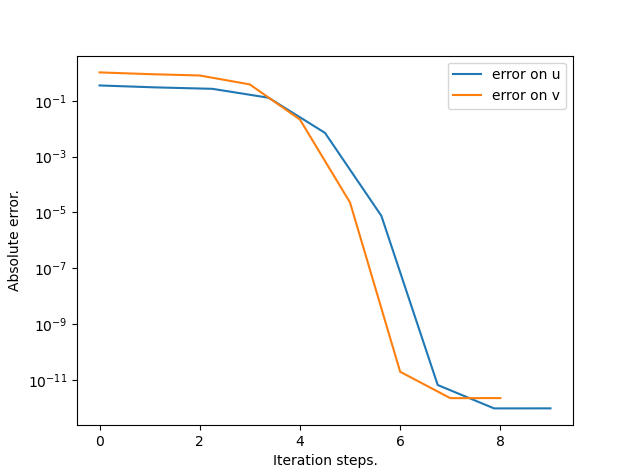 error on u
error on v
10⁻¹
10⁻³
10⁻⁵
10⁻⁷
10⁻⁹
10⁻¹¹
Absolute error.
0 2 4 6 8
Iteration steps.